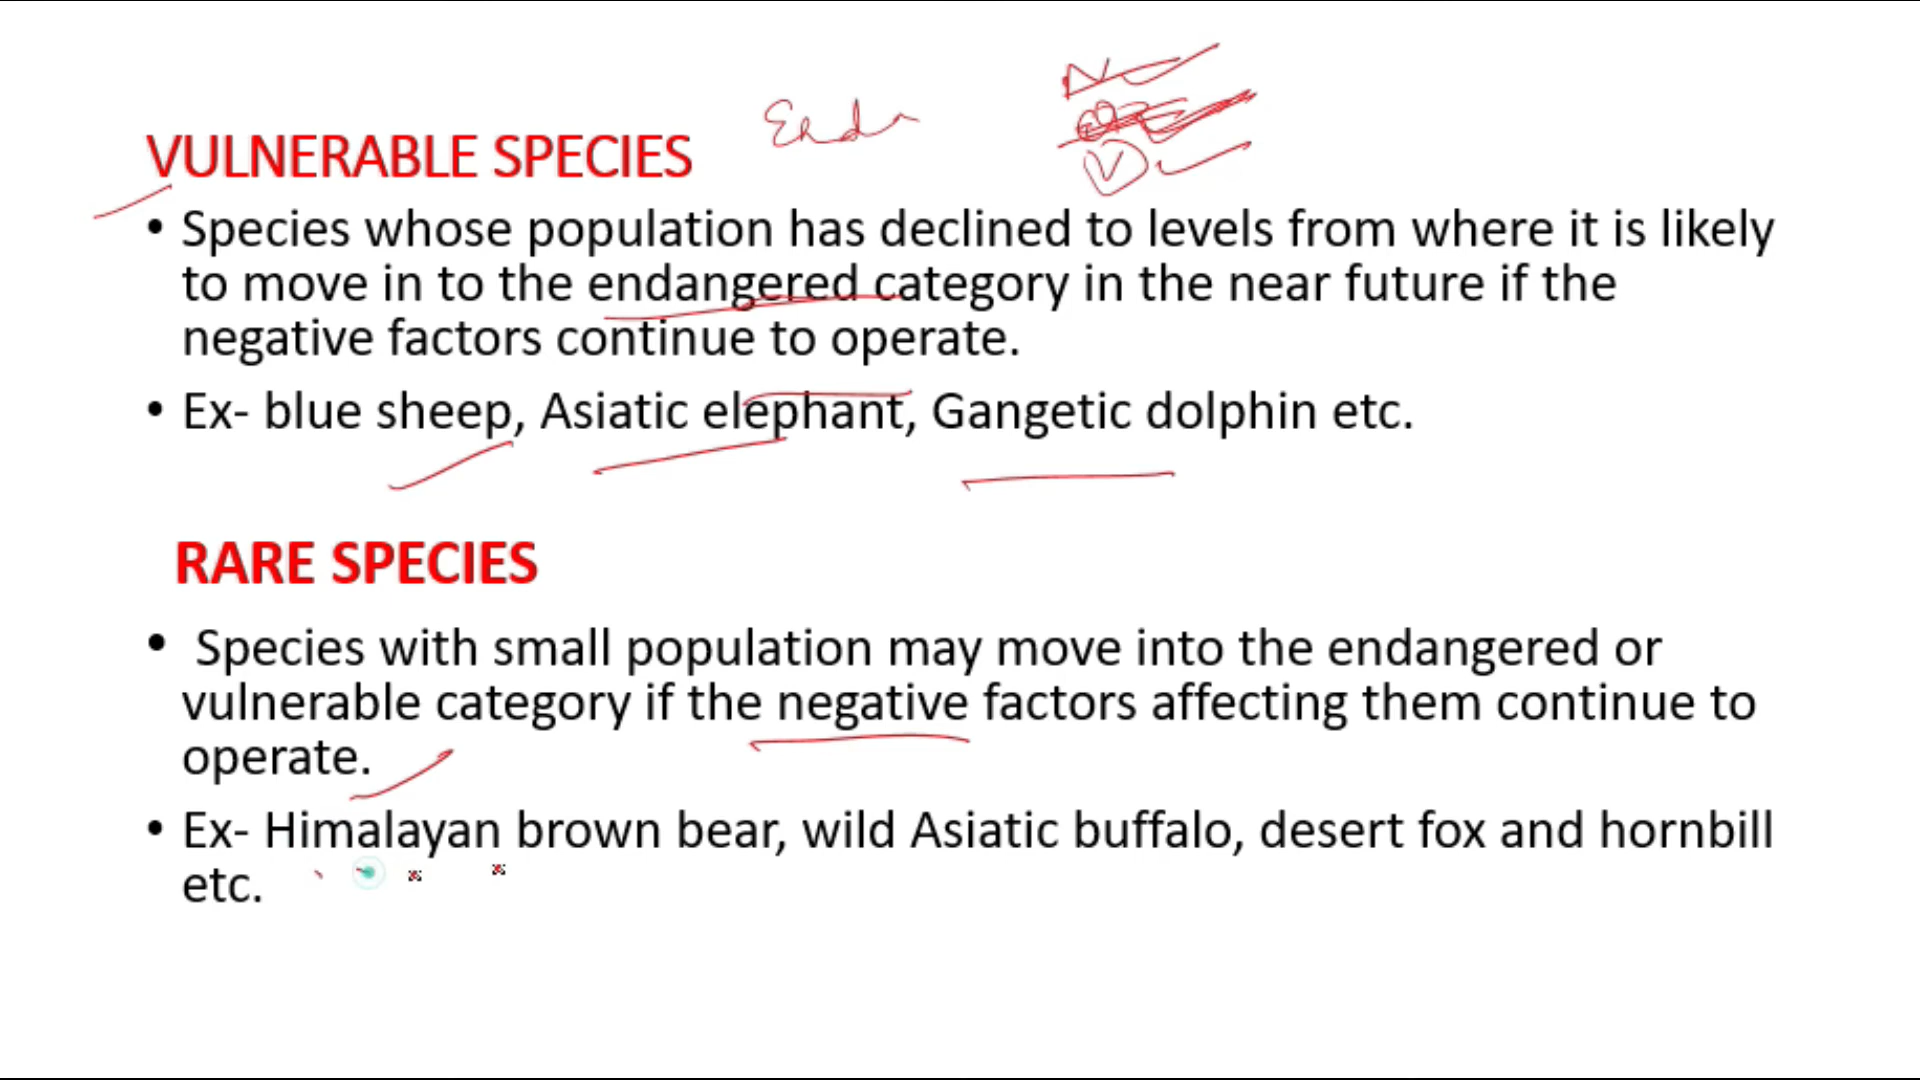 Enda
N
VULNERABLE SPECIES
V
• Species whose population has declined to levels from where it is likely
to move in to the endangered category in the near future if the
negative factors continue to operate.
• Ex- blue sheep, Asiatic elephant, Gangetic dolphin etc.
RARE SPECIES
• Species with small population may move into the endangered or
vulnerable category if the negative factors affecting them continue to
operate.
• Ex- Himalayan brown bear, wild Asiatic buffalo, desert fox and hornbill
etc.